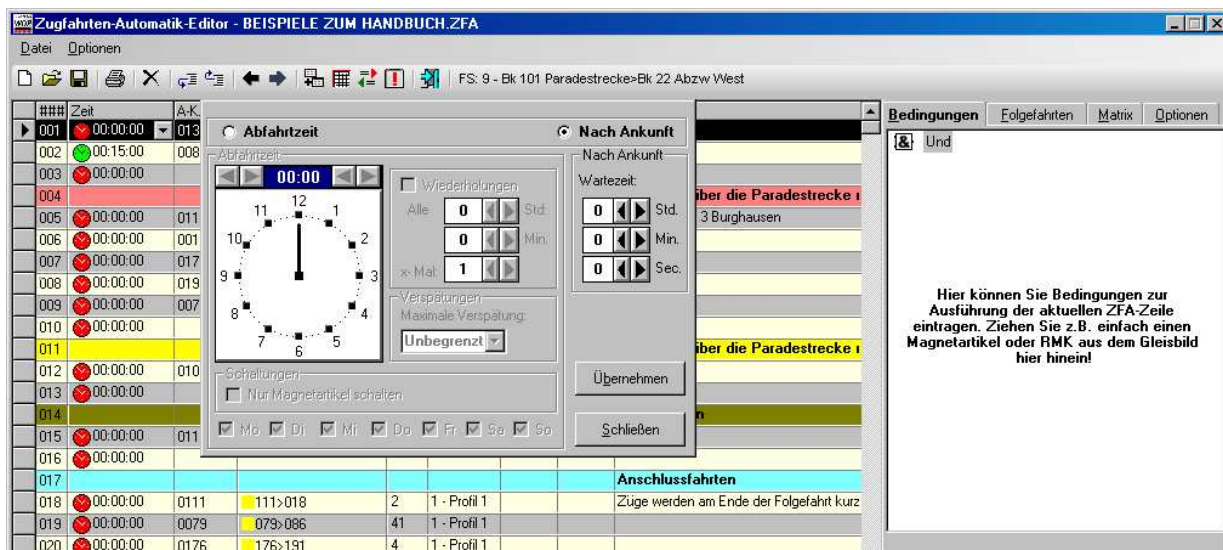 Zugfahrten-Automatik-Editor - BEISPIELE ZUM HANDBUCH.ZFA
Datei Optionen
FS: 9 - Bk 101 Paradestrecke>Bk 22 Abzw West
### Zeit A-K.
001 00:00:00 013
002 00:15:00 008
003 00:00:00
004 über die Paradestrecke
005 00:00:00 011 3 Burghausen
006 00:00:00 001
007 00:00:00 017
008 00:00:00 019
009 00:00:00 007
010 00:00:00
011 über die Paradestrecke
012 00:00:00 010
013 00:00:00
014 n
015 00:00:00 011
016 00:00:00
017 Anschlussfahrten
018 00:00:00 0111 111>018 2 1 - Profil 1 Züge werden am Ende der Folgefahrt kurz
019 00:00:00 0079 079>086 41 1 - Profil 1
020 00:00:00 0176 176>191 4 1 - Profil 1
Abfahrtzeit Nach Ankunft
Abfahrtzeit
00:00
12 1 2 3 4 5 6 7 8 9 10 11
Wiederholungen
Alle 0 Std
0 Min.
x- Mal: 1
Verspätungen
Maximale Verspätung:
Unbegrenzt
Schaltungen
Nur Magnetartikel schalten
Mo Di Mi Do Fr Sa So
Nach Ankunft
Wartezeit:
0 Std.
0 Min.
0 Sec.
Übernehmen
Schließen
Bedingungen Folgefahrten Matrix Optionen
& Und
Hier können Sie Bedingungen zur
Ausführung der aktuellen ZFA-Zeile
eintragen. Ziehen Sie z.B. einfach einen
Magnetartikel oder RMK aus dem Gleisbild
hier hinein!